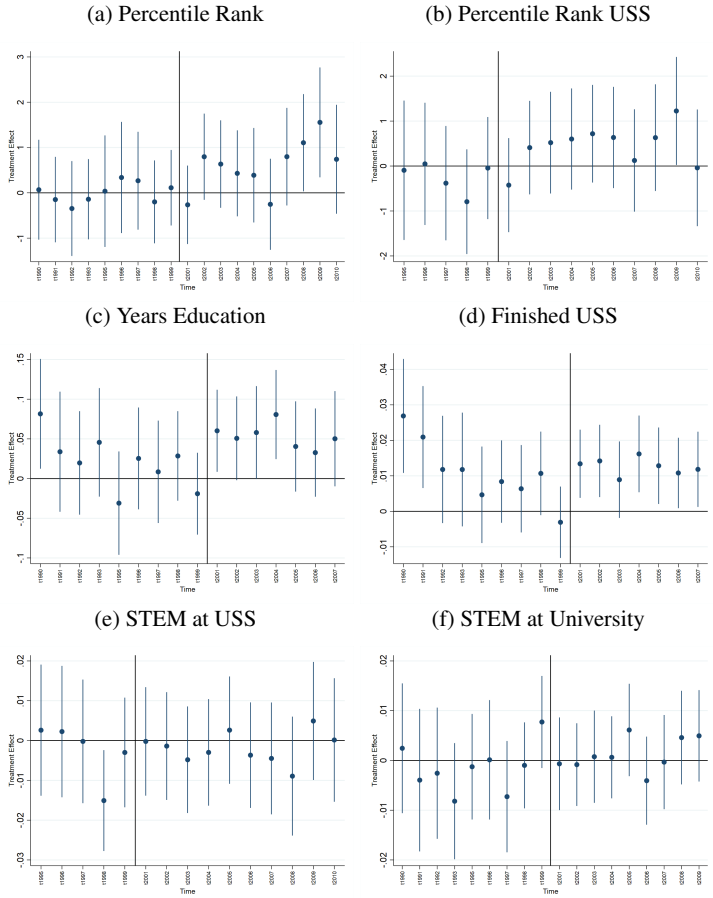 (a) Percentile Rank
(b) Percentile Rank USS
Treatment Effect
3
2
1
0
-1
t1990 t1991 t1992 t1993 t1995 t1996 t1997 t1998 t1999 t2001 t2002 t2003 t2004 t2005 t2006 t2007 t2008 t2009 t2010
Time
Treatment Effect
2
1
0
-1
-2
t1995 t1996 t1997 t1998 t1999 t2001 t2002 t2003 t2004 t2005 t2006 t2007 t2008 t2009 t2010
Time
(c) Years Education
(d) Finished USS
Treatment Effect
.15
.1
.05
0
-.05
-.1
t1990 t1991 t1992 t1993 t1995 t1996 t1997 t1998 t1999 t2001 t2002 t2003 t2004 t2005 t2006 t2007
Time
Treatment Effect
.04
.03
.02
.01
0
-.01
t1990 t1991 t1992 t1993 t1995 t1996 t1997 t1998 t1999 t2001 t2002 t2003 t2004 t2005 t2006 t2007
Time
(e) STEM at USS
(f) STEM at University
Treatment Effect
.02
.01
0
-.01
-.02
-.03
t1995 t1996 t1997 t1998 t1999 t2001 t2002 t2003 t2004 t2005 t2006 t2007 t2008 t2009 t2010
Time
Treatment Effect
.02
.01
0
-.01
-.02
t1990 t1991 t1992 t1993 t1995 t1996 t1997 t1998 t1999 t2001 t2002 t2003 t2004 t2005 t2006 t2007 t2008 t2009
Time